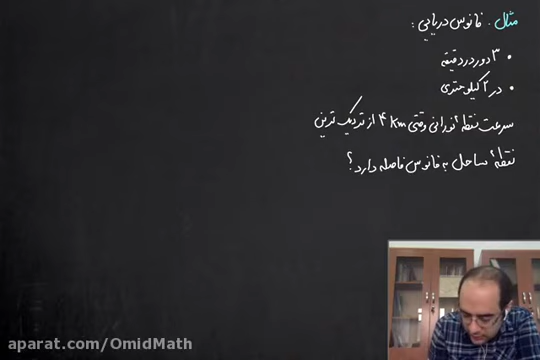 مثال. فانوس دریایی:
• ۳ دور در دقیقه
• در ۲ کیلومتری
سرعت نقطهٔ نورانی وقتی ۴ km از نزدیک ترین
نقطهٔ ساحل به فانوس فاصله دارد؟
aparat.com/OmidMath